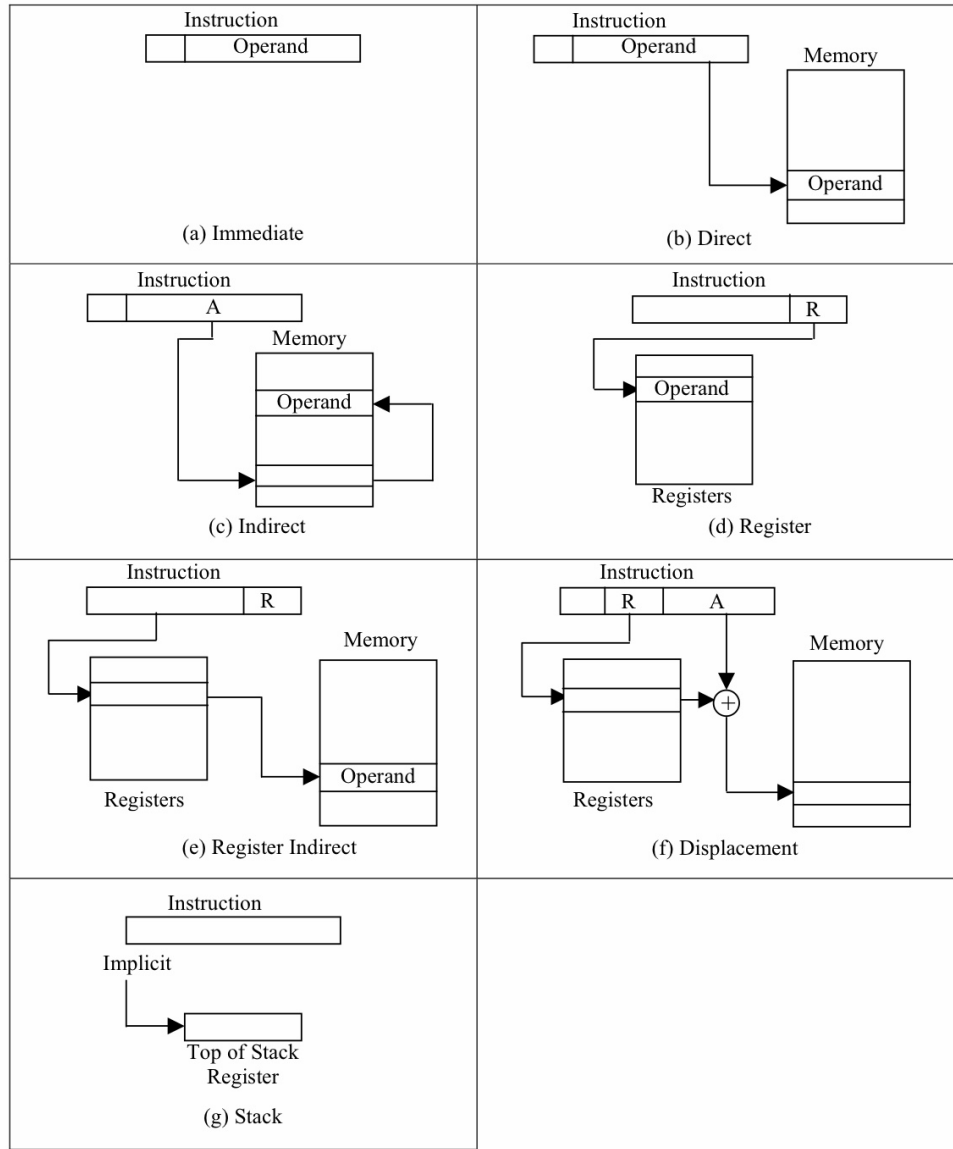 Instruction
Operand
(a) Immediate
Instruction
Operand
Memory
Operand
(b) Direct
Instruction
A
Memory
Operand
(c) Indirect
Instruction
R
Operand
Registers
(d) Register
Instruction
R
Memory
Operand
Registers
(e) Register Indirect
Instruction
R A
Memory
+
Registers
(f) Displacement
Instruction
Implicit
Top of Stack
Register
(g) Stack